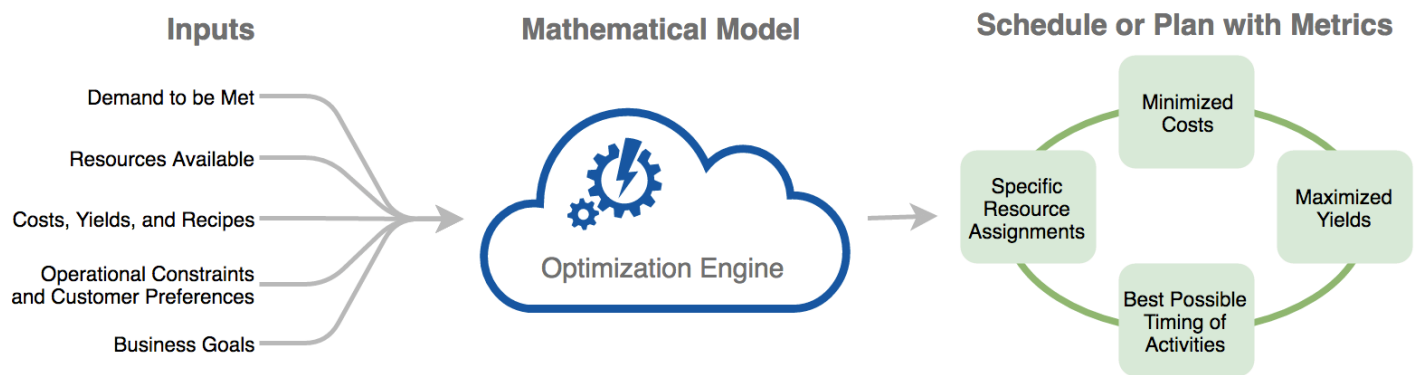 Inputs
Demand to be Met
Resources Available
Costs, Yields, and Recipes
Operational Constraints
and Customer Preferences
Business Goals
Mathematical Model
Optimization Engine
Schedule or Plan with Metrics
Minimized
Costs
Specific
Resource
Assignments
Maximized
Yields
Best Possible
Timing of
Activities